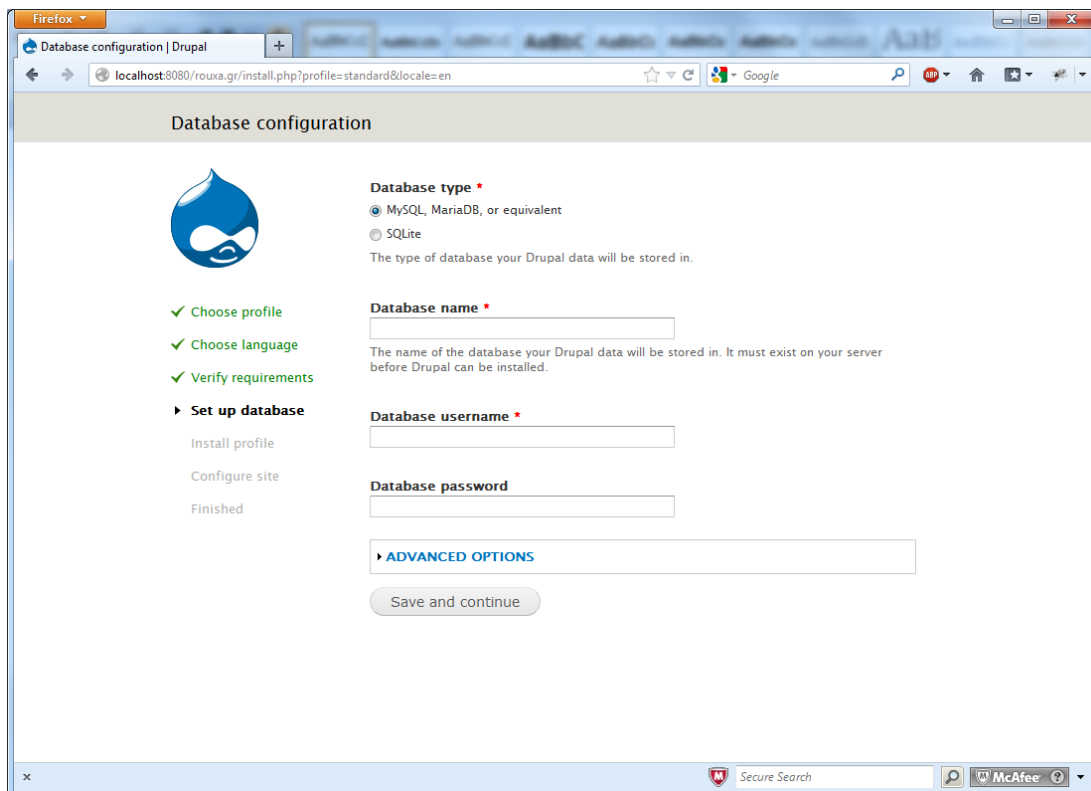 Firefox
Database configuration | Drupal
+
localhost:8080/rouxa.gr/install.php?profile=standard&locale=en
Google
ABP
Database configuration
Database type *
MySQL, MariaDB, or equivalent
SQLite
The type of database your Drupal data will be stored in.
Choose profile
Choose language
Verify requirements
Set up database
Install profile
Configure site
Finished
Database name *
The name of the database your Drupal data will be stored in. It must exist on your server
before Drupal can be installed.
Database username *
Database password
ADVANCED OPTIONS
Save and continue
x
Secure Search
McAfee ?